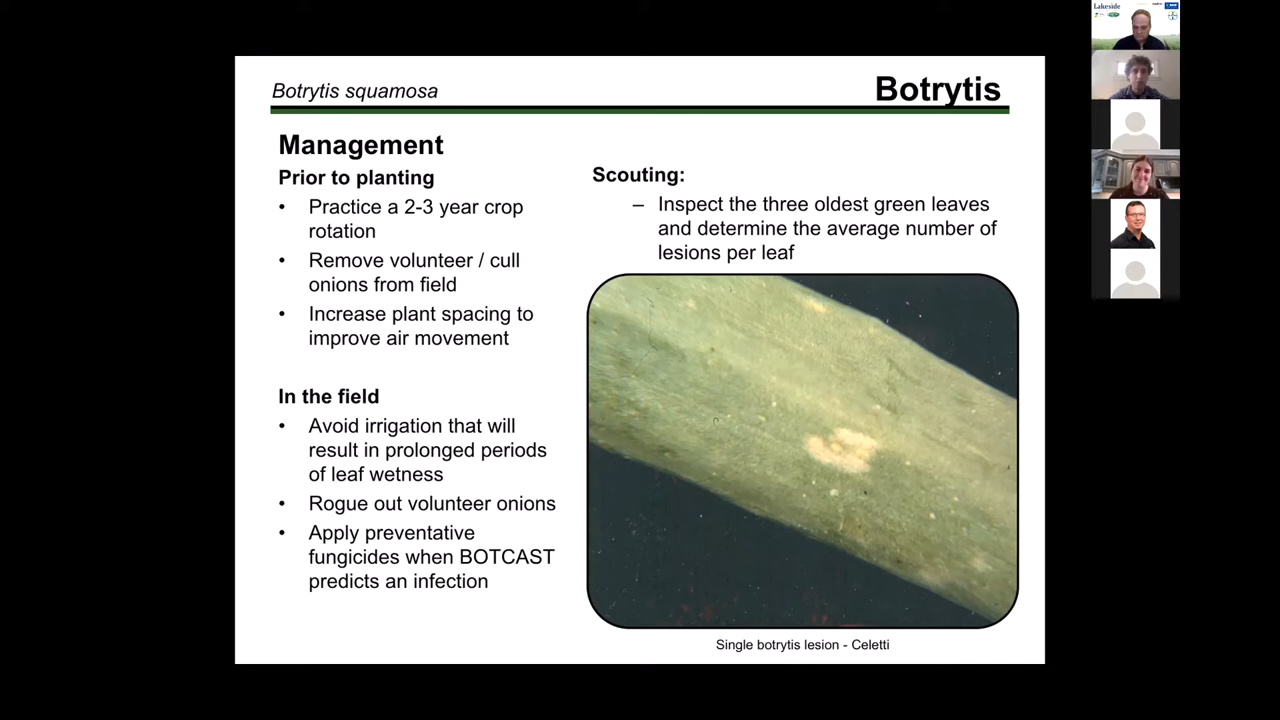 Botrytis squamosa
Botrytis
Management
Prior to planting
• Practice a 2-3 year crop
rotation
• Remove volunteer / cull
onions from field
• Increase plant spacing to
improve air movement
In the field
• Avoid irrigation that will
result in prolonged periods
of leaf wetness
• Rogue out volunteer onions
• Apply preventative
fungicides when BOTCAST
predicts an infection
Scouting:
– Inspect the three oldest green leaves
and determine the average number of
lesions per leaf
Single botrytis lesion - Celetti
Lakeside